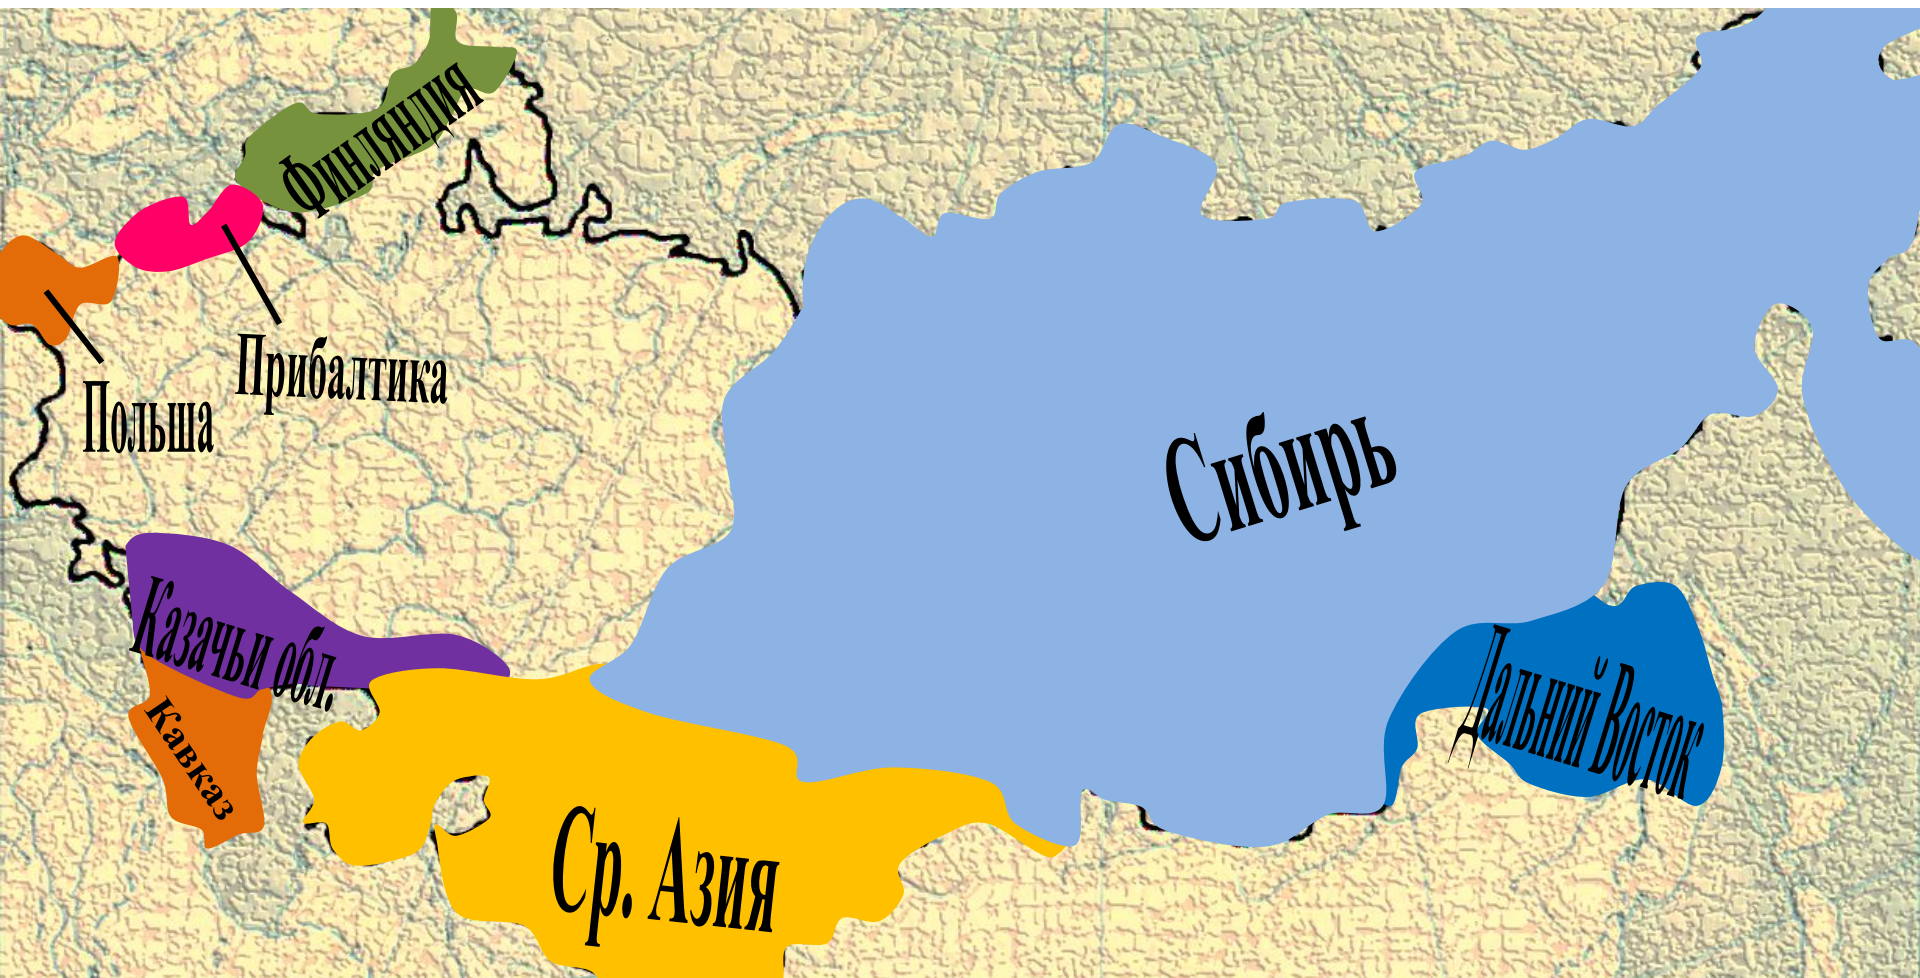 Финляндия
Прибалтика
Польша
Сибирь
Казачьи обл.
Кавказ
Дальний Восток
Ср. Азия